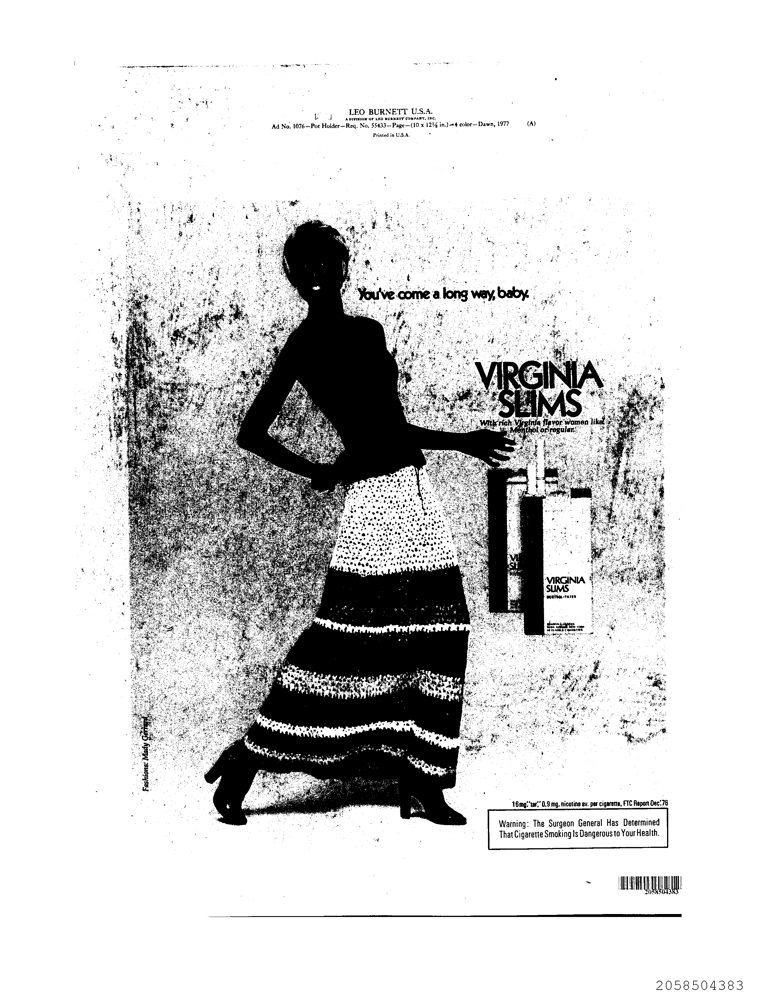 LEO BURNETT U.S.A.
A DIVISION OF LEO BURNETT COMPANY, INC.
Ad No. 1076—Pot Holder—Req. No. 55433—Page—(10 x 12¼ in.)—4 color—Dawn, 1977 (A)
Printed in U.S.A.
You've come a long way, baby.
VIRGINIA
SLIMS
With rich Virginia flavor women like.
Menthol or regular.
VIRGINIA
SLIMS
Fashions: Mady
16 mg. "tar," 0.9 mg. nicotine av. per cigarette, FTC Report Dec.'76
Warning: The Surgeon General Has Determined
That Cigarette Smoking Is Dangerous to Your Health.
2058504383
2058504383